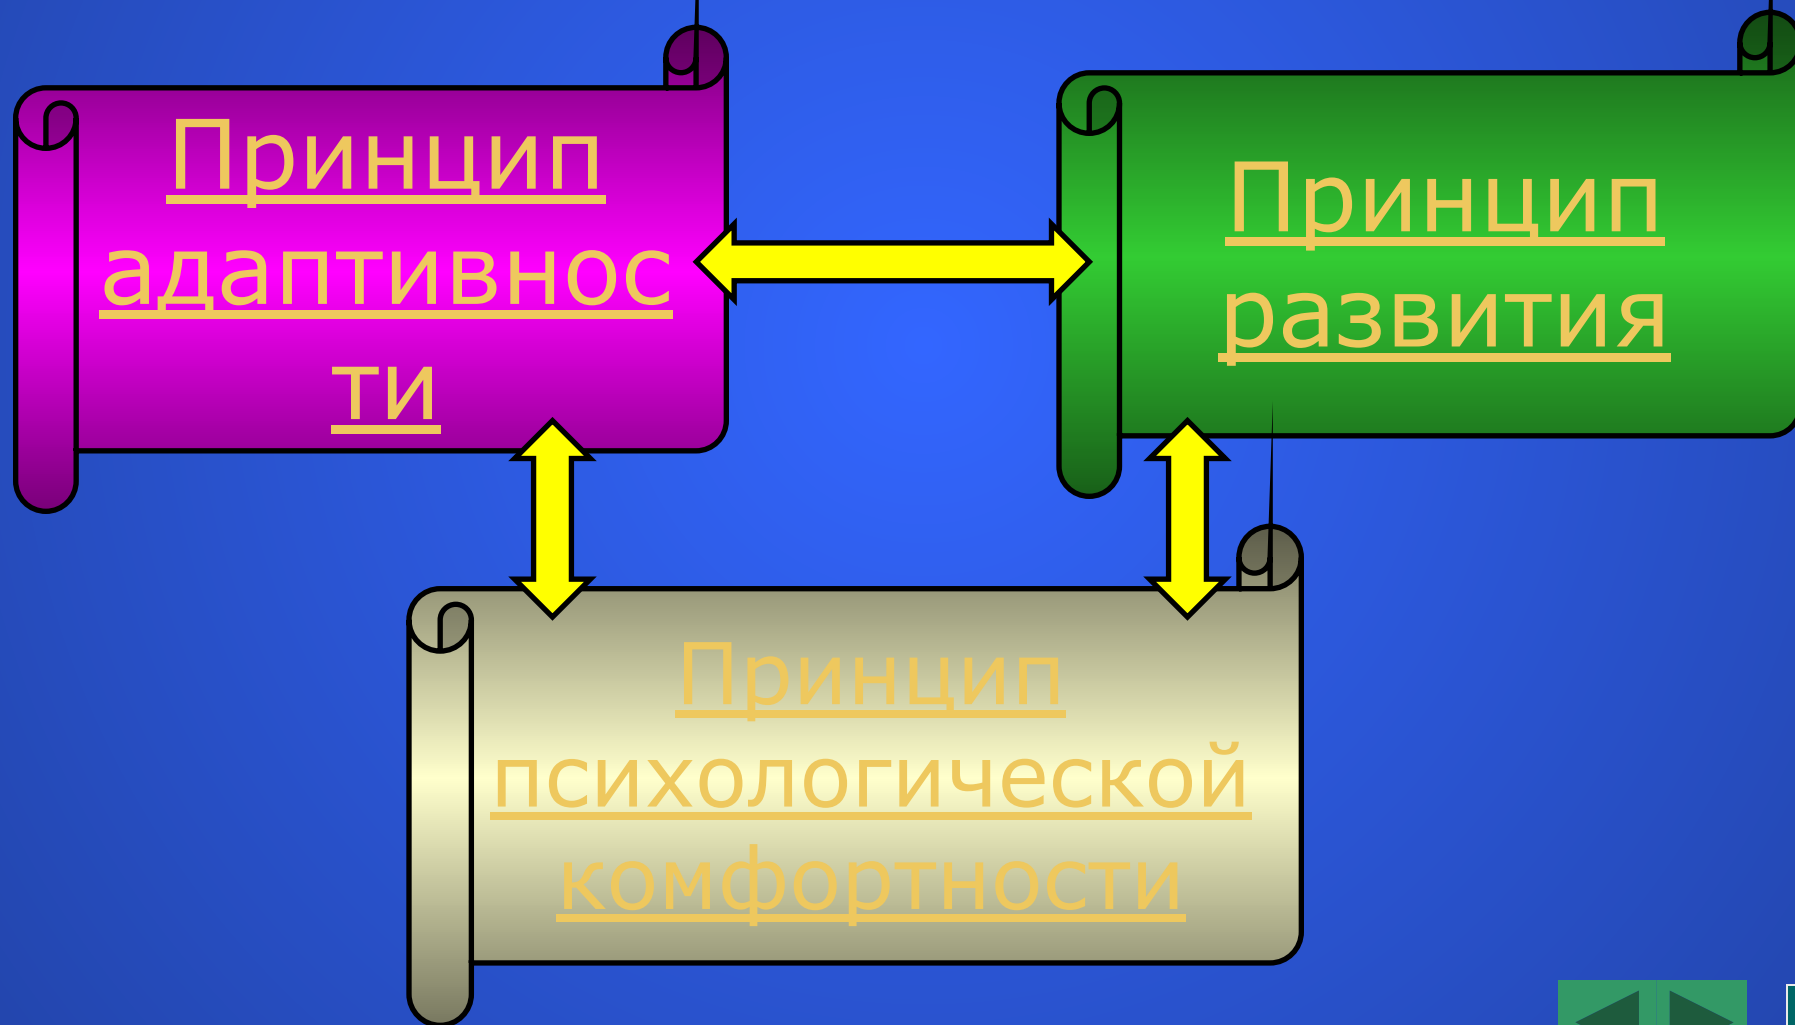 Принцип
адаптивнос
ти
Принцип
развития
Принцип
психологической
комфортности